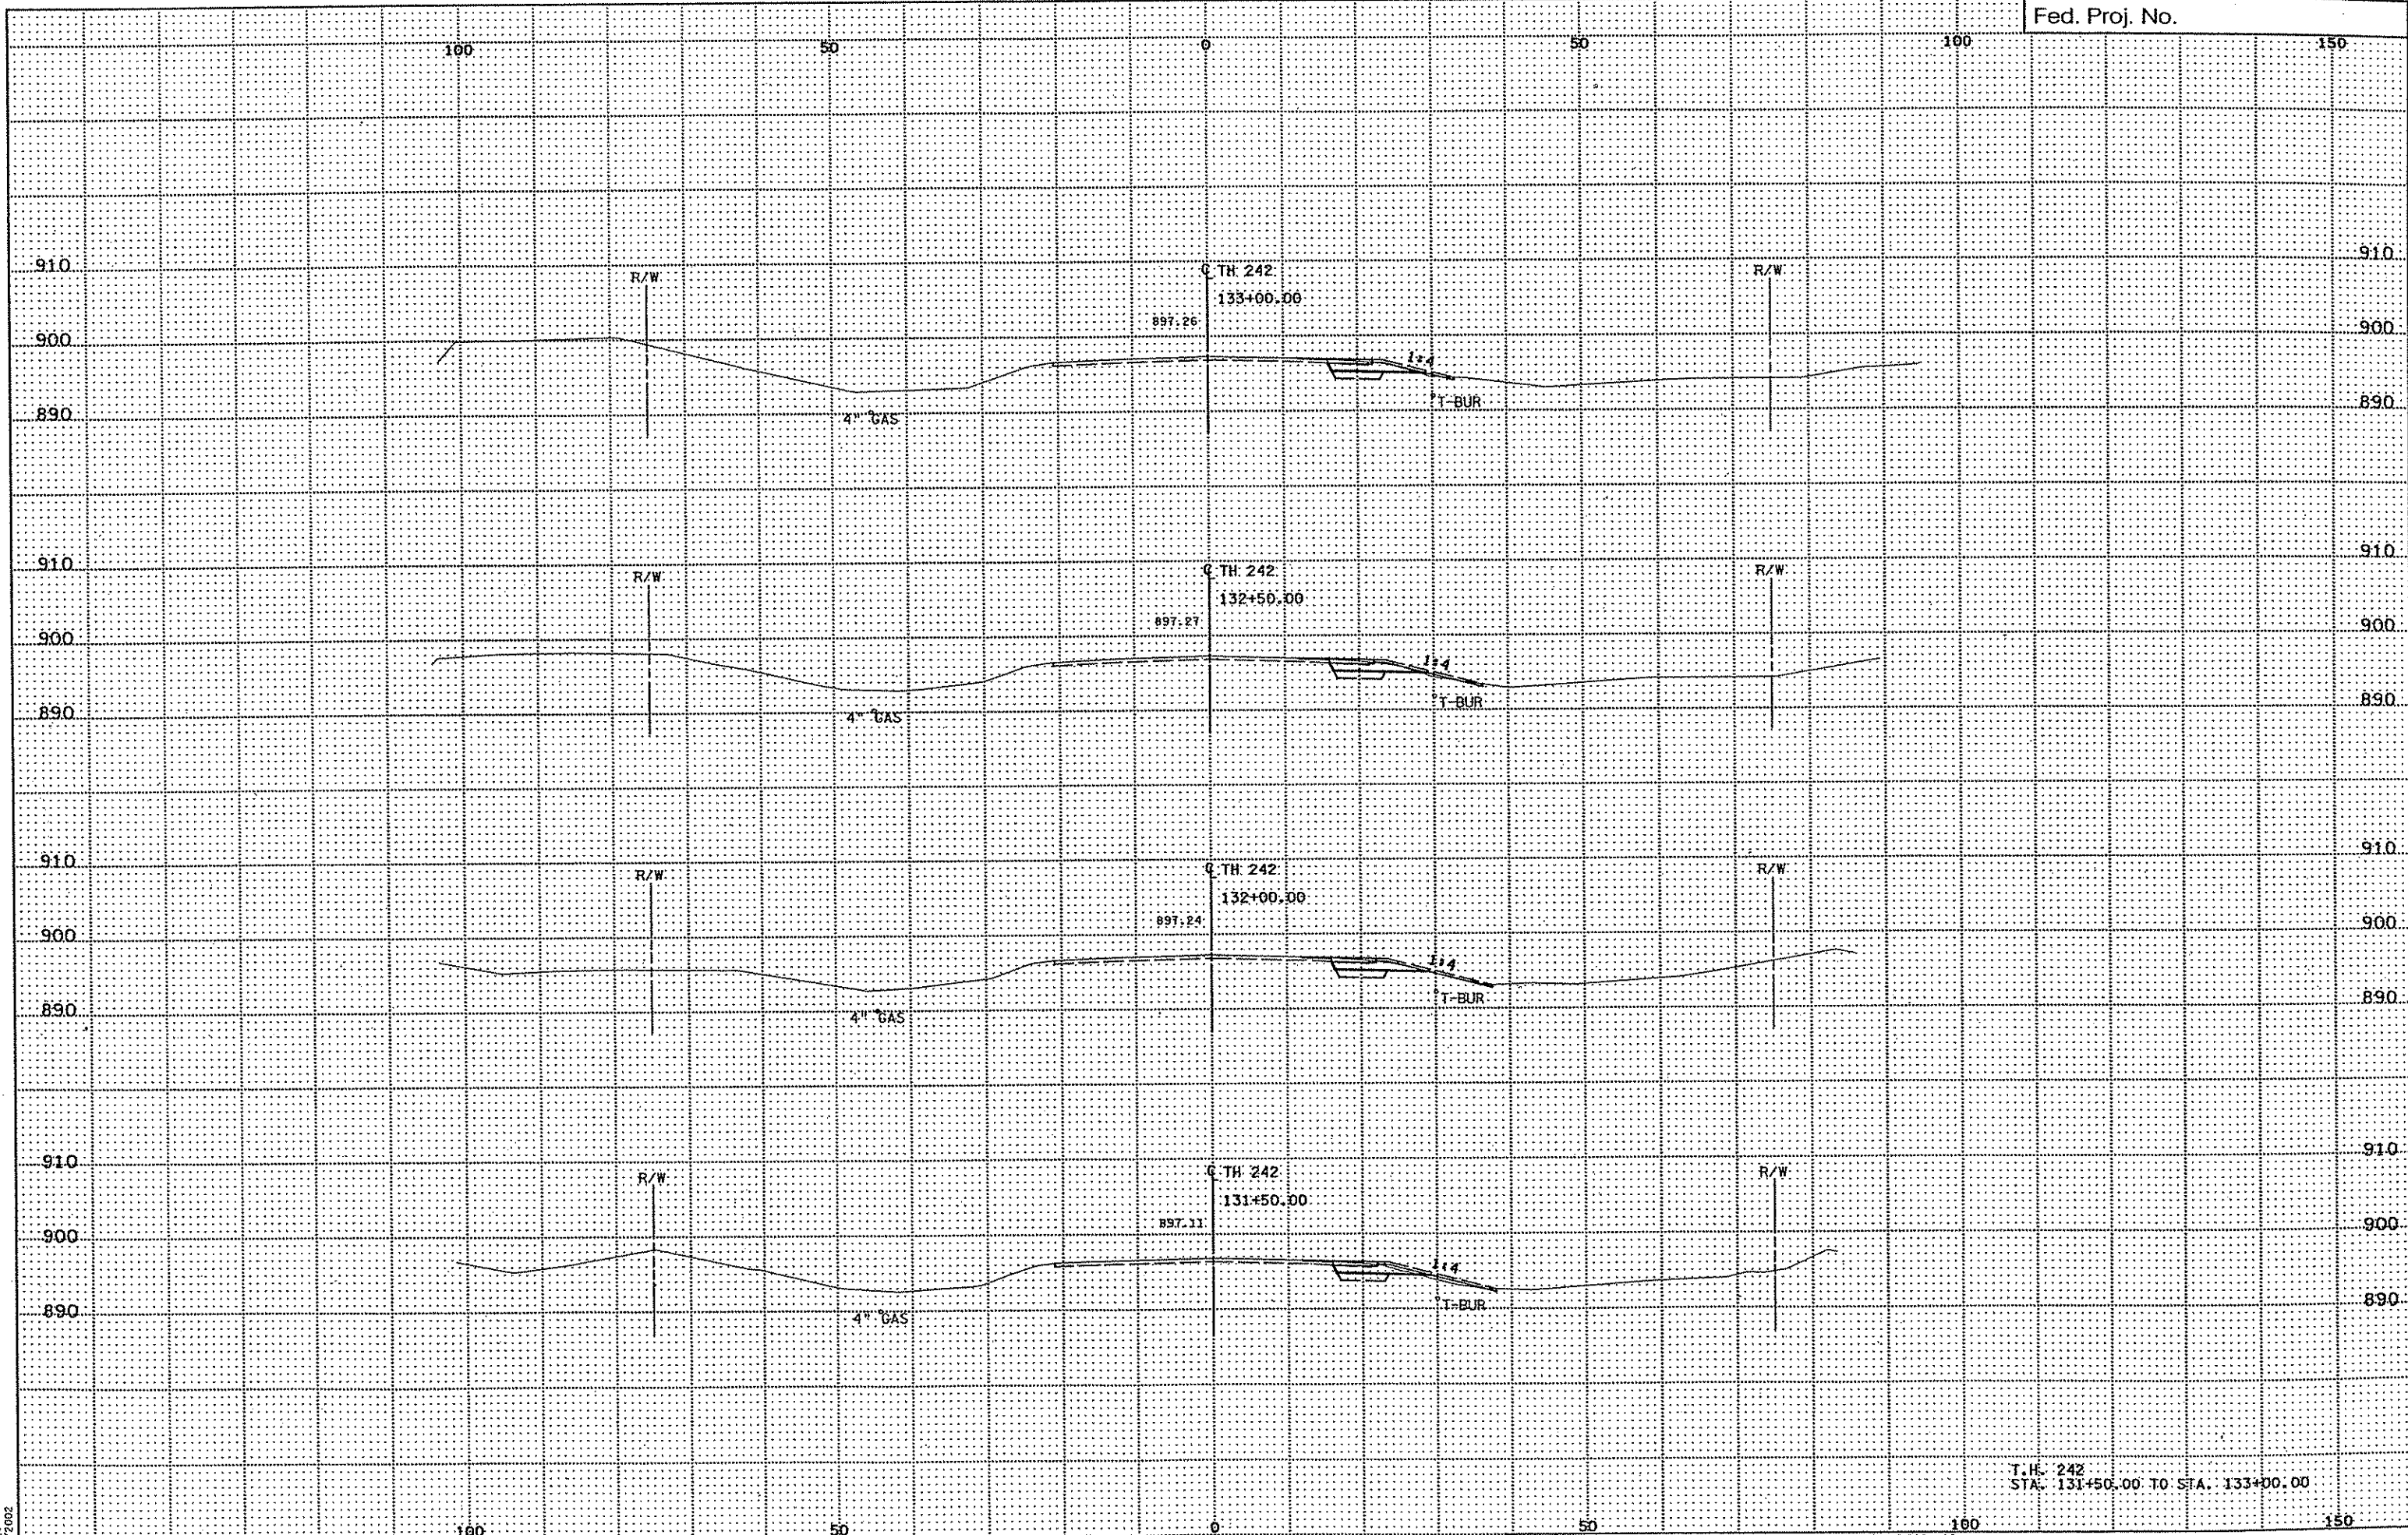 Fed. Proj. No.
100 50 0 50 100 150
910 910
R/W ℄ TH 242 R/W
133+00.00
897.26
900 900
1:4
890 4" GAS T-BUR 890
910 910
R/W ℄ TH 242 R/W
132+50.00
897.27
900 900
1:4
890 4" GAS T-BUR 890
910 910
R/W ℄ TH 242 R/W
132+00.00
897.24
900 900
1:4
890 4" GAS T-BUR 890
910 910
R/W ℄ TH 242 R/W
131+50.00
897.11
900 900
1:4
890 4" GAS T-BUR 890
T.H. 242
STA. 131+50.00 TO STA. 133+00.00
/2002
100 50 0 50 100 150